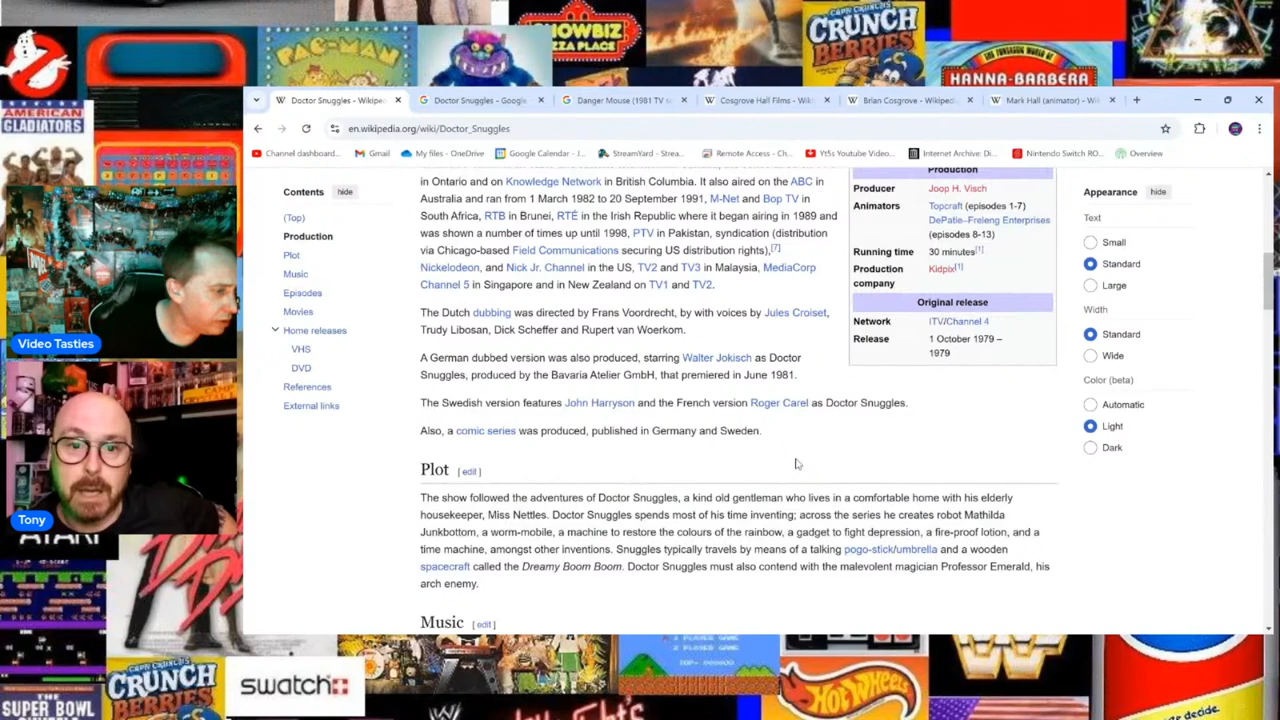 SHOWBIZ
PIZZA PLACE
CAP'N CRUNCH
BERRIES
PAC-MAN
THE FUNTASTIC WORLD OF
HANNA-BARBERA
AMERICAN
GLADIATORS
Doctor Snuggles - Wikipe
Doctor Snuggles - Google
Danger Mouse (1981 TV s
Cosgrove Hall Films - Wik
Brian Cosgrove - Wikiped
Mark Hall (animator) - Wi
en.wikipedia.org/wiki/Doctor_Snuggles
Channel dashboard...
Gmail
My files - OneDrive
Google Calendar - J...
StreamYard - Strea...
Remote Access - Ch...
Yt5s Youtube Video...
Internet Archive: Di...
Nintendo Switch RO...
Overview
Contents
hide
(Top)
Production
Plot
Music
Episodes
Movies
Home releases
VHS
DVD
References
External links
in Ontario and on Knowledge Network in British Columbia. It also aired on the ABC in
Australia and ran from 1 March 1982 to 20 September 1991, M-Net and Bop TV in
South Africa, RTB in Brunei, RTÉ in the Irish Republic where it began airing in 1989 and
was shown a number of times up until 1998, PTV in Pakistan, syndication (distribution
via Chicago-based Field Communications securing US distribution rights),[7]
Nickelodeon, and Nick Jr. Channel in the US, TV2 and TV3 in Malaysia, MediaCorp
Channel 5 in Singapore and in New Zealand on TV1 and TV2.
The Dutch dubbing was directed by Frans Voordrecht, by with voices by Jules Croiset,
Trudy Libosan, Dick Scheffer and Rupert van Woerkom.
A German dubbed version was also produced, starring Walter Jokisch as Doctor
Snuggles, produced by the Bavaria Atelier GmbH, that premiered in June 1981.
The Swedish version features John Harryson and the French version Roger Carel as Doctor Snuggles.
Also, a comic series was produced, published in Germany and Sweden.
Plot [ edit ]
The show followed the adventures of Doctor Snuggles, a kind old gentleman who lives in a comfortable home with his elderly
housekeeper, Miss Nettles. Doctor Snuggles spends most of his time inventing; across the series he creates robot Mathilda
Junkbottom, a worm-mobile, a machine to restore the colours of the rainbow, a gadget to fight depression, a fire-proof lotion, and a
time machine, amongst other inventions. Snuggles typically travels by means of a talking pogo-stick/umbrella and a wooden
spacecraft called the Dreamy Boom Boom. Doctor Snuggles must also contend with the malevolent magician Professor Emerald, his
arch enemy.
Music [ edit ]
Production
Producer Joop H. Visch
Animators Topcraft (episodes 1-7)
DePatie–Freleng Enterprises
(episodes 8-13)
Running time 30 minutes[1]
Production Kidpix[1]
company
Original release
Network ITV/Channel 4
Release 1 October 1979 –
1979
Appearance
hide
Text
Small
Standard
Large
Width
Standard
Wide
Color (beta)
Automatic
Light
Dark
Video Tasties
Tony
CAMP
ATARI
CAP'N CRUNCH
BERRIES
THE
SUPER BOWL
swatch
2 PLAYER GAME
HOT WHEELS